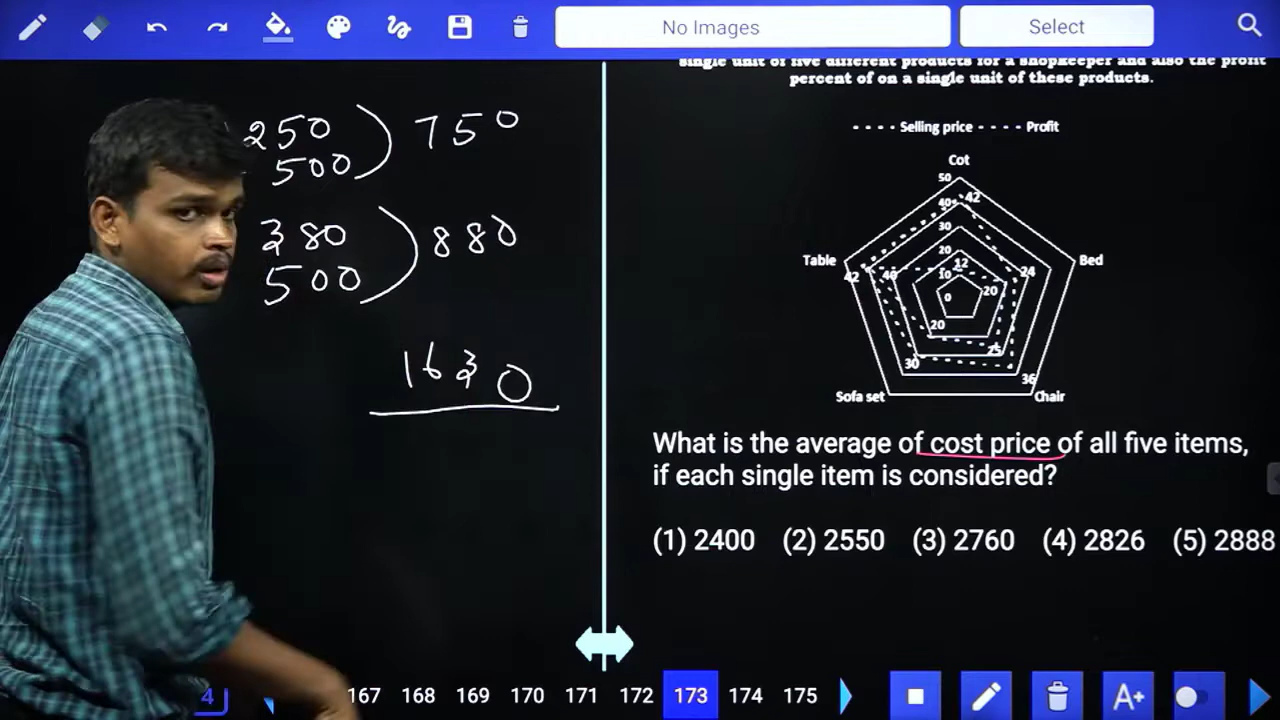 No Images
Select
single unit of five different products for a shopkeeper and also the profit
percent of on a single unit of these products.
Selling price
Profit
Cot
50
42
40
30
20
12
10
0
Table
42
40
24
Bed
20
20
25
30
36
Sofa set
Chair
250
500
750
380
500
880
1630
What is the average of cost price of all five items,
if each single item is considered?
(1) 2400 (2) 2550 (3) 2760 (4) 2826 (5) 2888
4 167 168 169 170 171 172 173 174 175
A+